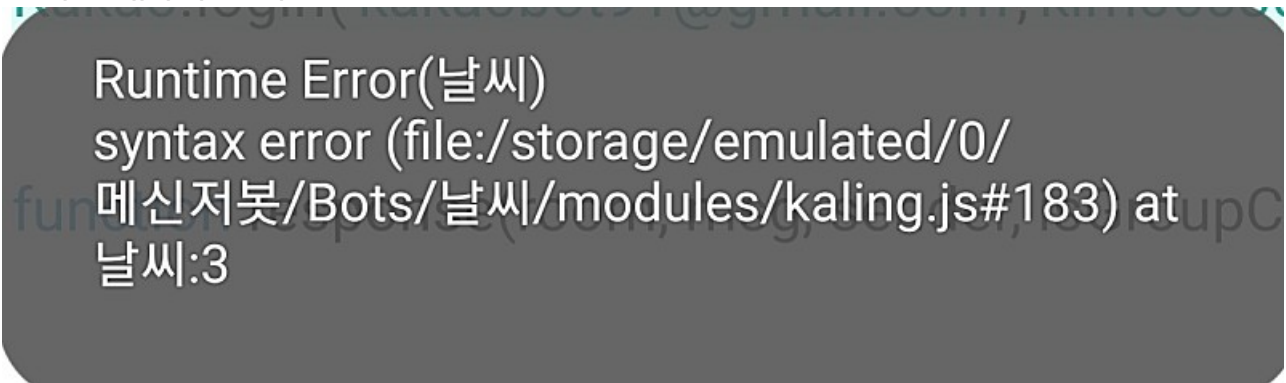 Runtime Error(날씨)
syntax error (file:/storage/emulated/0/
메신저봇/Bots/날씨/modules/kaling.js#183) at
날씨:3